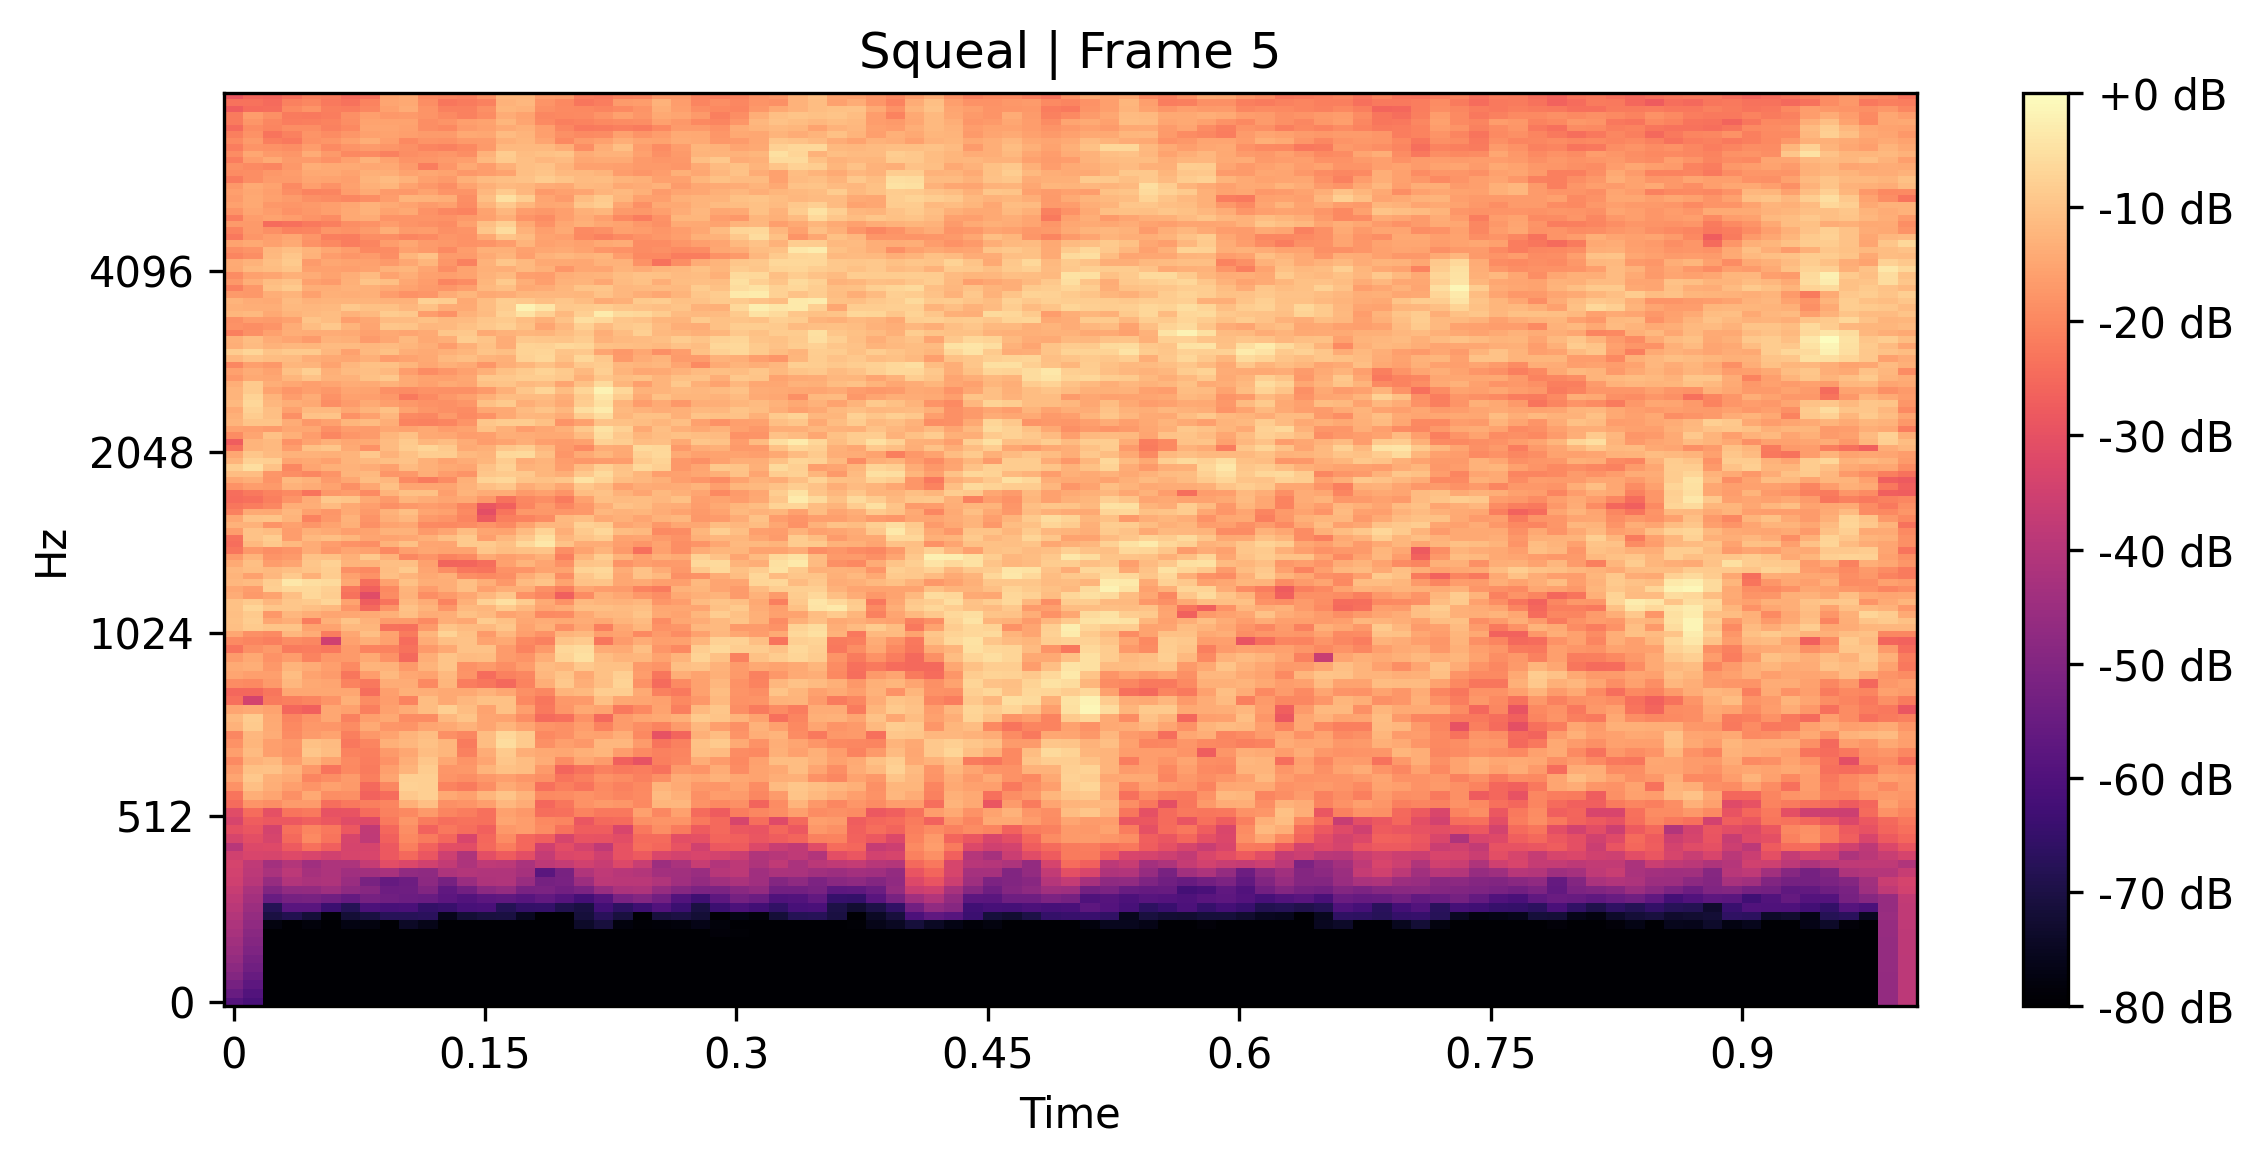 Squeal | Frame 5
+0 dB
-10 dB
-20 dB
-30 dB
-40 dB
-50 dB
-60 dB
-70 dB
-80 dB
Hz
4096
2048
1024
512
0
0 0.15 0.3 0.45 0.6 0.75 0.9
Time